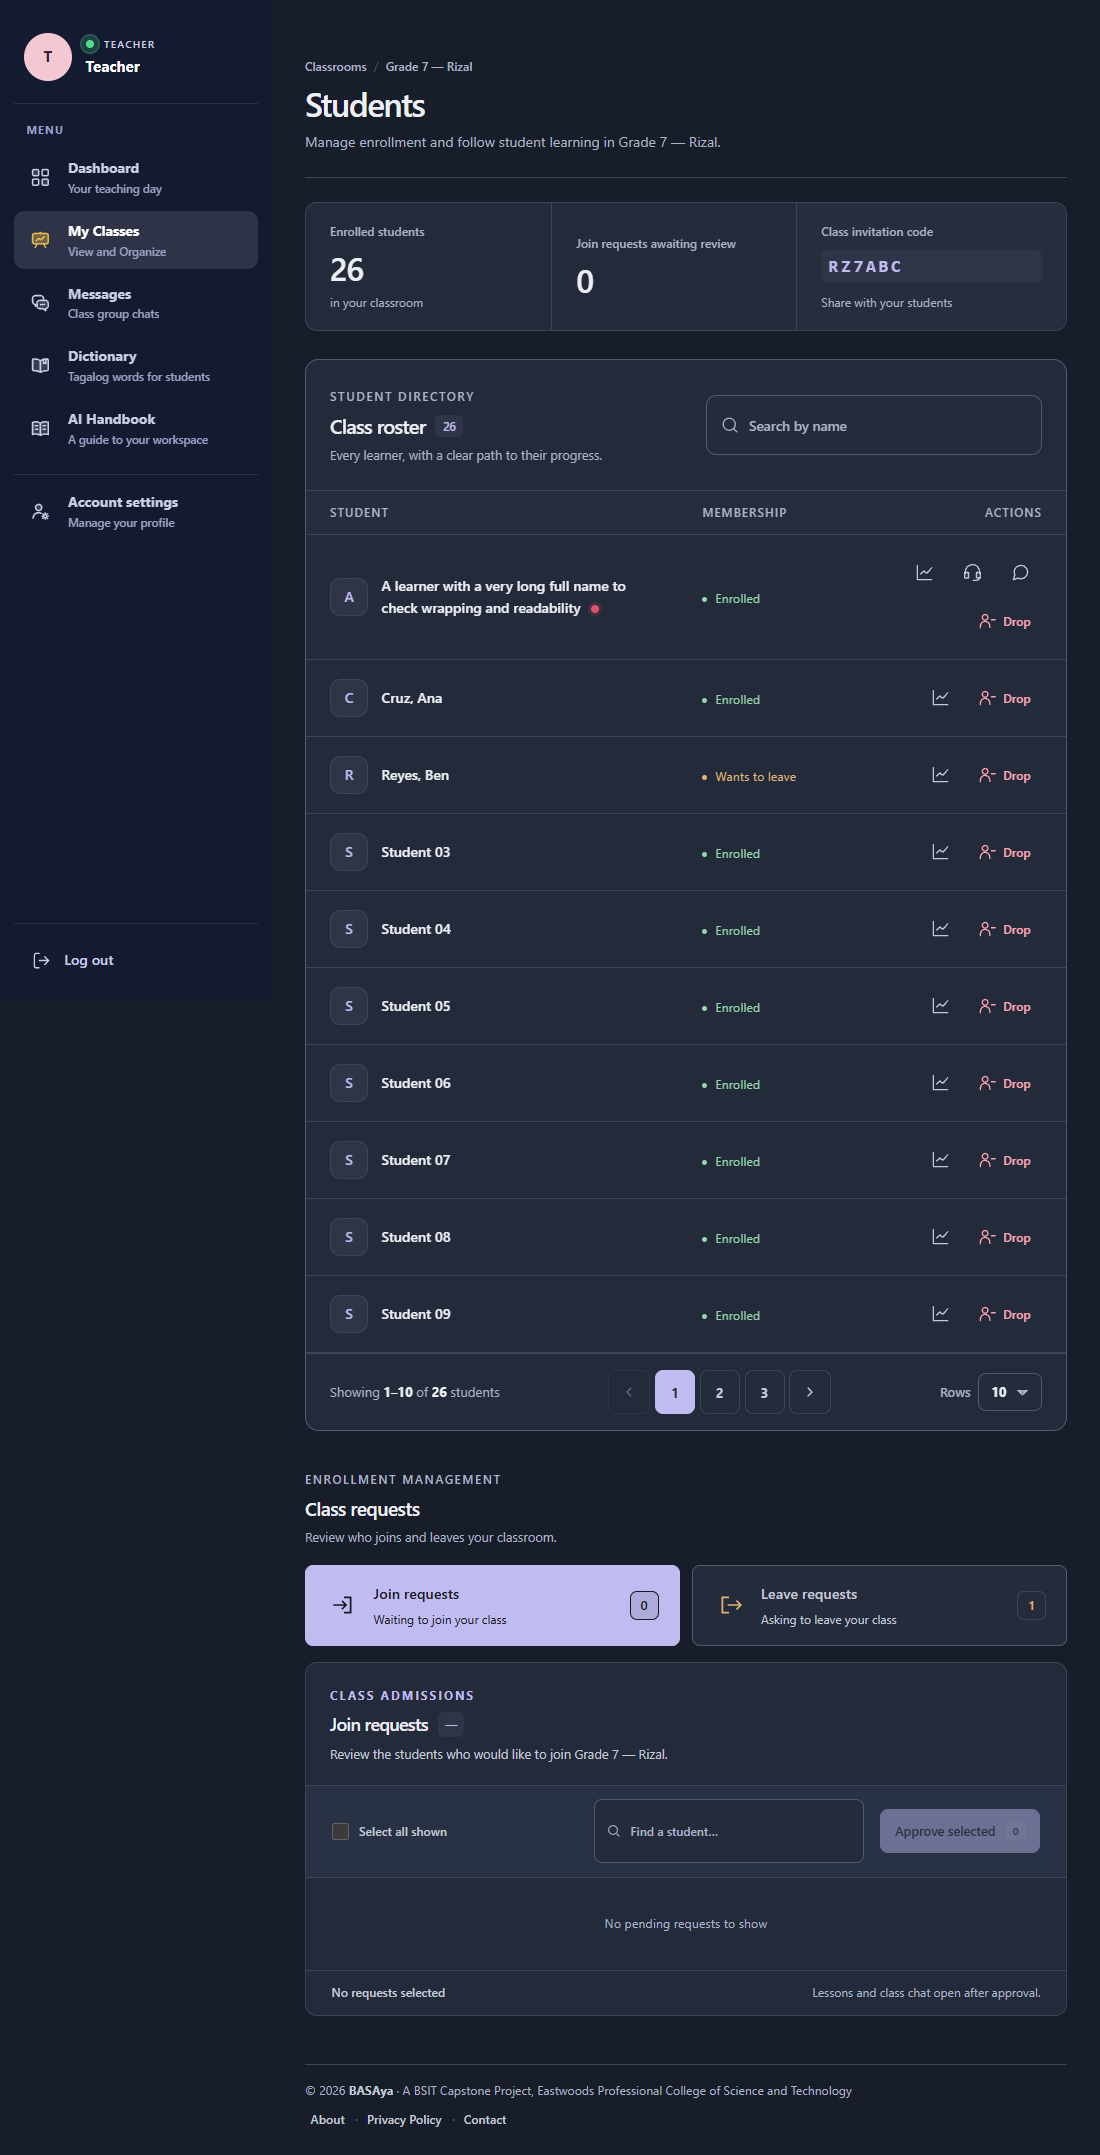 T
TEACHER
Teacher
MENU
Dashboard
Your teaching day
My Classes
View and Organize
Messages
Class group chats
Dictionary
Tagalog words for students
AI Handbook
A guide to your workspace
Account settings
Manage your profile
Log out
Classrooms / Grade 7 — Rizal
Students
Manage enrollment and follow student learning in Grade 7 — Rizal.
Enrolled students
26
in your classroom
Join requests awaiting review
0
Class invitation code
RZ7ABC
Share with your students
STUDENT DIRECTORY
Class roster 26
Every learner, with a clear path to their progress.
Search by name
STUDENT MEMBERSHIP ACTIONS
A A learner with a very long full name to
check wrapping and readability
Enrolled
Drop
C Cruz, Ana Enrolled Drop
R Reyes, Ben Wants to leave Drop
S Student 03 Enrolled Drop
S Student 04 Enrolled Drop
S Student 05 Enrolled Drop
S Student 06 Enrolled Drop
S Student 07 Enrolled Drop
S Student 08 Enrolled Drop
S Student 09 Enrolled Drop
Showing 1–10 of 26 students 1 2 3 Rows 10
ENROLLMENT MANAGEMENT
Class requests
Review who joins and leaves your classroom.
Join requests
Waiting to join your class
0
Leave requests
Asking to leave your class
1
CLASS ADMISSIONS
Join requests —
Review the students who would like to join Grade 7 — Rizal.
Select all shown Find a student... Approve selected 0
No pending requests to show
No requests selected Lessons and class chat open after approval.
© 2026 BASAya · A BSIT Capstone Project, Eastwoods Professional College of Science and Technology
About · Privacy Policy · Contact